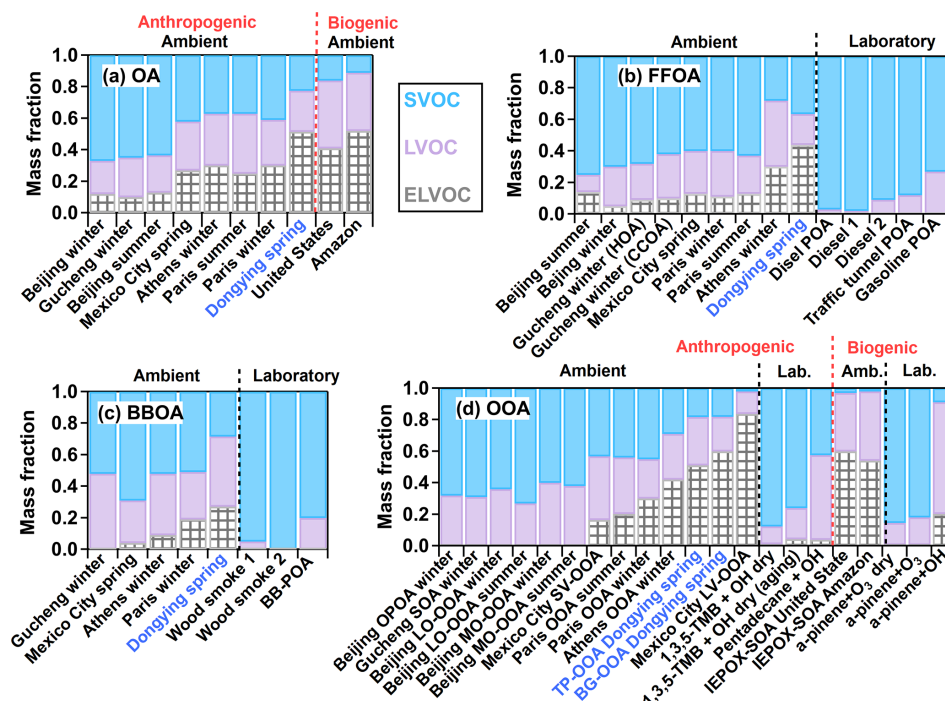 Anthropogenic Biogenic
Ambient Ambient
(a) OA
Mass fraction
1.0
0.8
0.6
0.4
0.2
0.0
Beijing winter
Gucheng winter
Beijing summer
Mexico City spring
Athens winter
Paris summer
Paris winter
Dongying spring
United States
Amazon
SVOC
LVOC
ELVOC
Ambient Laboratory
(b) FFOA
Mass fraction
1.0
0.8
0.6
0.4
0.2
0.0
Beijing summer
Beijing winter
Gucheng winter (HOA)
Gucheng winter (CCOA)
Mexico City spring
Paris winter
Paris summer
Athens winter
Dongying spring
Disel POA
Diesel 1
Diesel 2
Traffic tunnel POA
Gasoline POA
Ambient Laboratory
(c) BBOA
Mass fraction
1.0
0.8
0.6
0.4
0.2
0.0
Gucheng winter
Mexico City spring
Athens winter
Paris winter
Dongying spring
Wood smoke 1
Wood smoke 2
BB-POA
Anthropogenic Biogenic
Ambient Lab. Amb. Lab.
(d) OOA
Mass fraction
1.0
0.8
0.6
0.4
0.2
0.0
Beijing OPOA winter
Gucheng SOA winter
Beijing LO-OOA winter
Beijing LO-OOA summer
Beijing MO-OOA winter
Beijing MO-OOA summer
Mexico City SV-OOA
Paris OOA summer
Paris OOA winter
Athens OOA winter
TP-OOA Dongying spring
BG-OOA Dongying spring
Mexico City LV-OOA
1,3,5-TMB + OH dry
1,3,5-TMB + OH dry (aging)
Pentadecane + OH
IEPOX-SOA United State
IEPOX-SOA Amazon
a-pinene+O₃ dry
a-pinene+O₃
a-pinene+OH